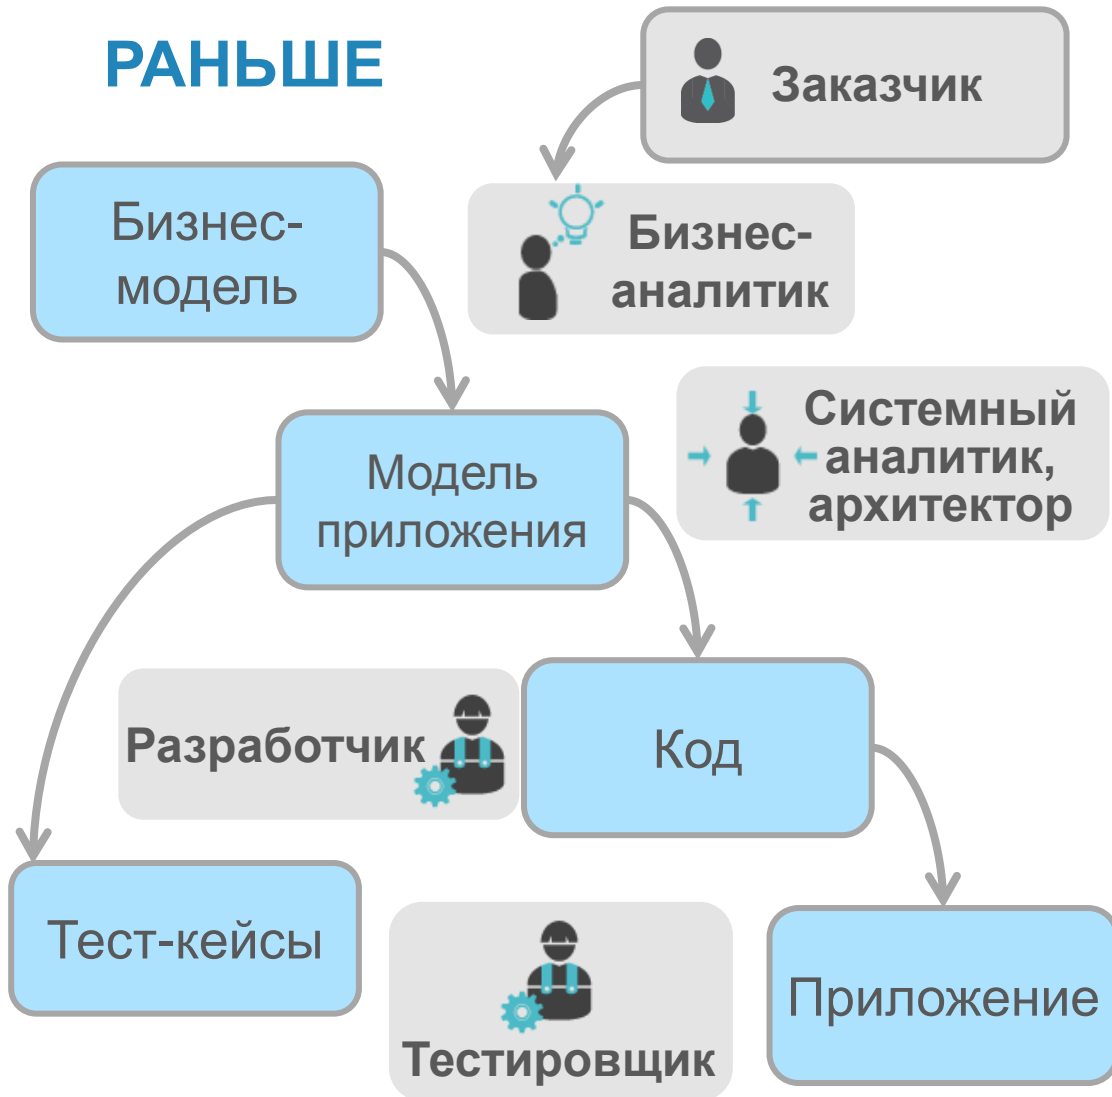 РАНЬШЕ
Заказчик
Бизнес-
модель
Бизнес-
аналитик
Модель
приложения
Системный
аналитик,
архитектор
Разработчик
Код
Тест-кейсы
Тестировщик
Приложение